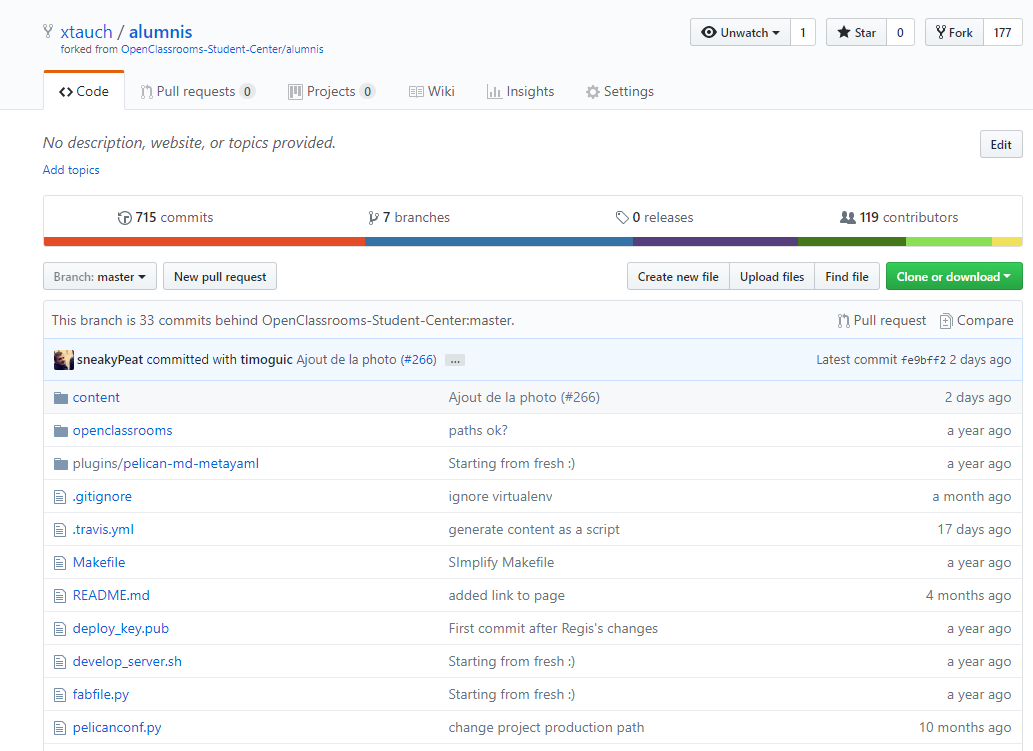 xtauch / alumnis
forked from OpenClassrooms-Student-Center/alumnis
Unwatch 1 Star 0 Fork 177
Code Pull requests 0 Projects 0 Wiki Insights Settings
No description, website, or topics provided. Edit
Add topics
715 commits 7 branches 0 releases 119 contributors
Branch: master New pull request Create new file Upload files Find file Clone or download
This branch is 33 commits behind OpenClassrooms-Student-Center:master. Pull request Compare
sneakyPeat committed with timoguic Ajout de la photo (#266) ... Latest commit fe9bff2 2 days ago
content Ajout de la photo (#266) 2 days ago
openclassrooms paths ok? a year ago
plugins/pelican-md-metayaml Starting from fresh :) a year ago
.gitignore ignore virtualenv a month ago
.travis.yml generate content as a script 17 days ago
Makefile SImplify Makefile a year ago
README.md added link to page 4 months ago
deploy_key.pub First commit after Regis's changes a year ago
develop_server.sh Starting from fresh :) a year ago
fabfile.py Starting from fresh :) a year ago
pelicanconf.py change project production path 10 months ago